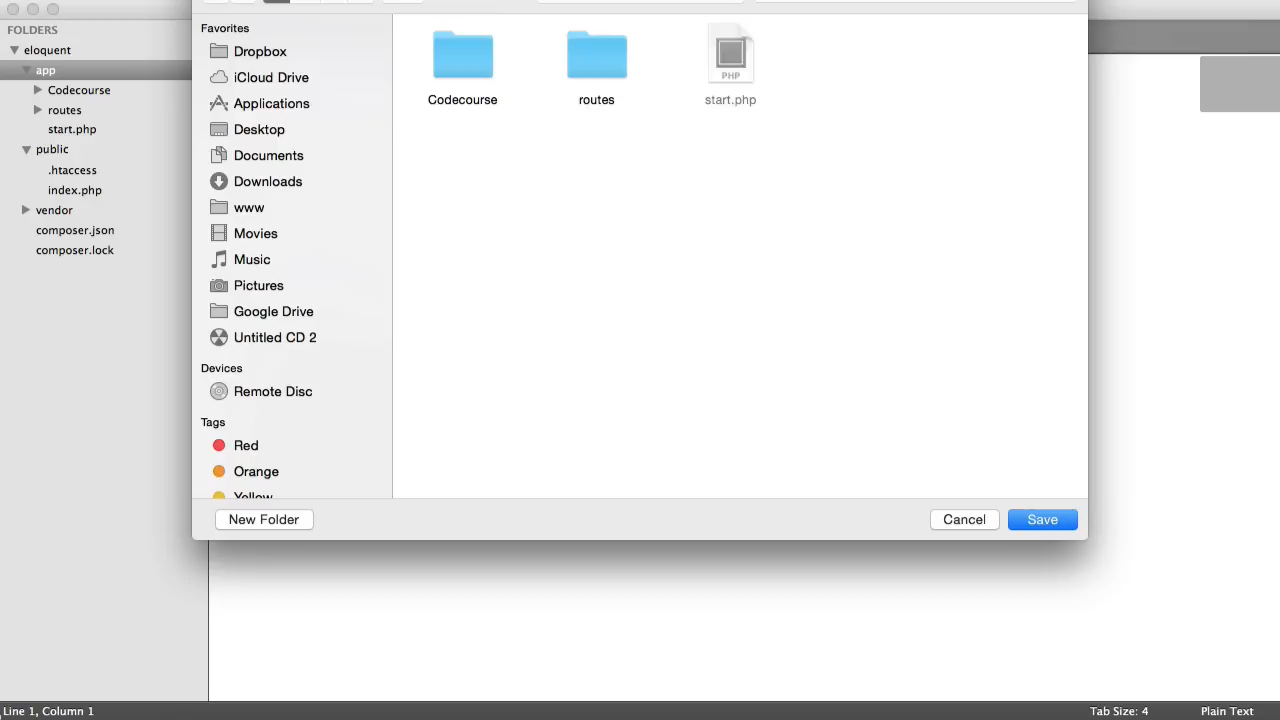 FOLDERS
eloquent
app
Codecourse
routes
start.php
public
.htaccess
index.php
vendor
composer.json
composer.lock
Favorites
Dropbox
iCloud Drive
Applications
Desktop
Documents
Downloads
www
Movies
Music
Pictures
Google Drive
Untitled CD 2
Devices
Remote Disc
Tags
Red
Orange
Yellow
Codecourse
routes
PHP
start.php
New Folder
Cancel
Save
Line 1, Column 1
Tab Size: 4
Plain Text